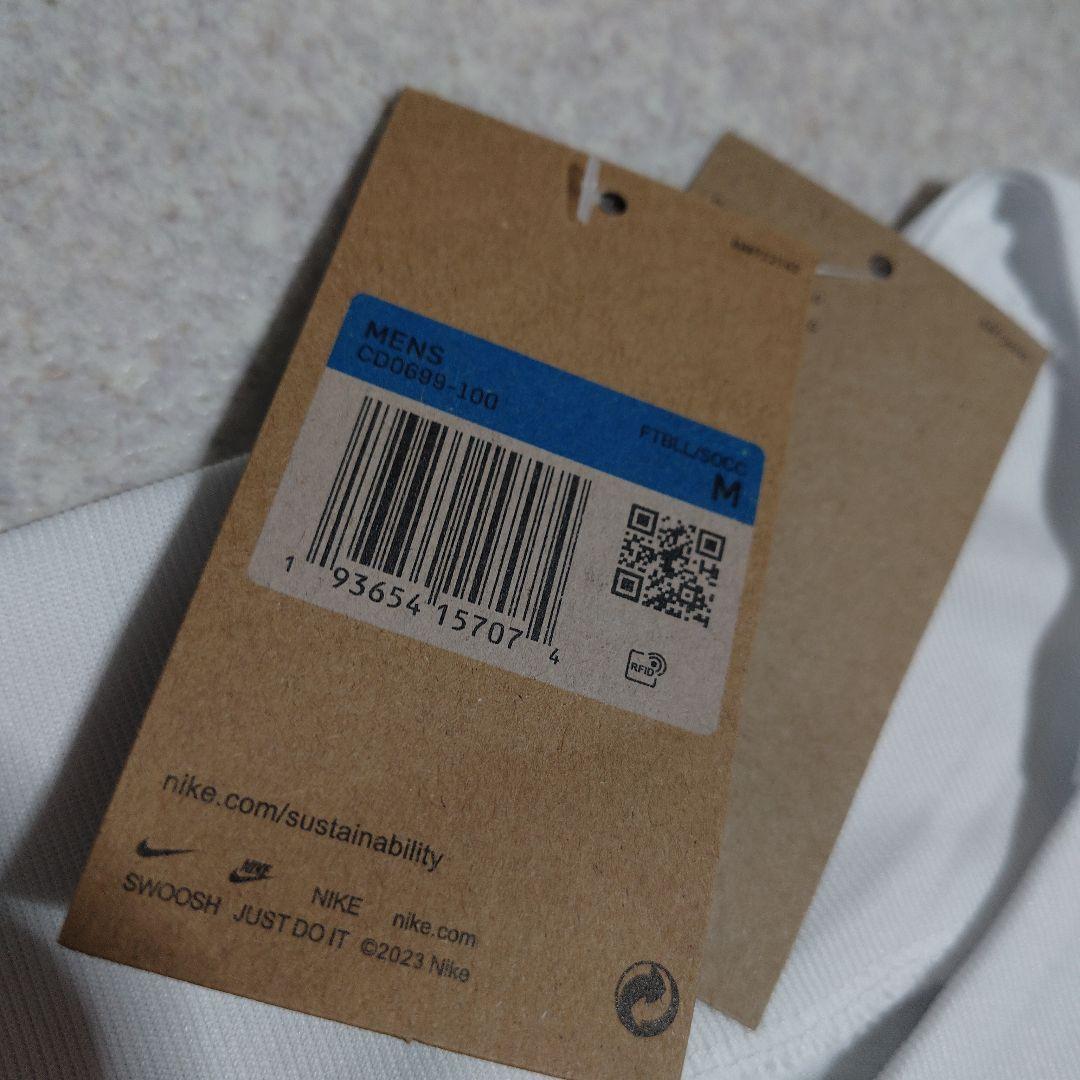 MENS
CD0699-100
FTBLL/SOCC
M
1 93654 15707 4
RFID
nike.com/sustainability
NIKE
NIKE nike.com
SWOOSH JUST DO IT ©2023 Nike